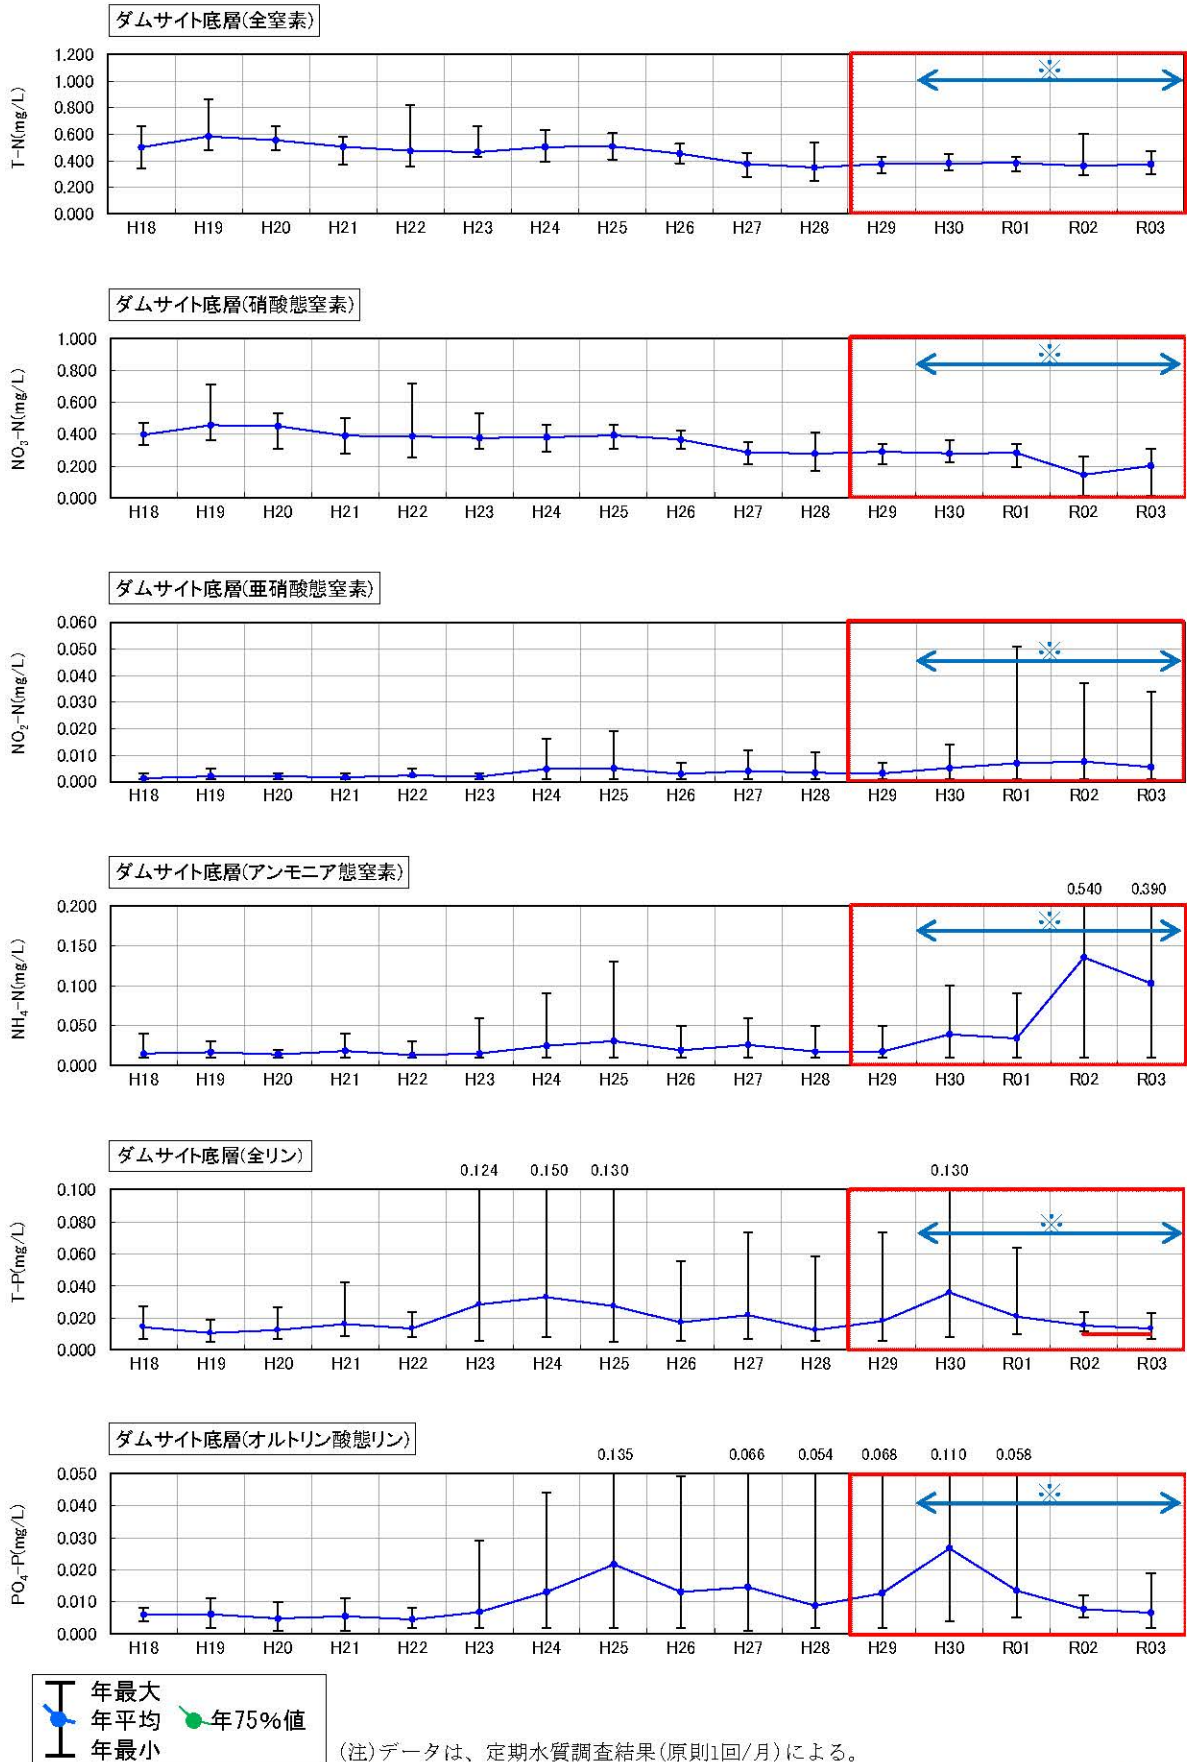 ダムサイト底層(全窒素)
T-N(mg/L)
1.200
1.000
0.800
0.600
0.400
0.200
0.000
※
H18 H19 H20 H21 H22 H23 H24 H25 H26 H27 H28 H29 H30 R01 R02 R03
ダムサイト底層(硝酸態窒素)
NO₃-N(mg/L)
1.000
0.800
0.600
0.400
0.200
0.000
※
H18 H19 H20 H21 H22 H23 H24 H25 H26 H27 H28 H29 H30 R01 R02 R03
ダムサイト底層(亜硝酸態窒素)
NO₂-N(mg/L)
0.060
0.050
0.040
0.030
0.020
0.010
0.000
※
H18 H19 H20 H21 H22 H23 H24 H25 H26 H27 H28 H29 H30 R01 R02 R03
ダムサイト底層(アンモニア態窒素)
0.540 0.390
NH₄-N(mg/L)
0.200
0.150
0.100
0.050
0.000
※
H18 H19 H20 H21 H22 H23 H24 H25 H26 H27 H28 H29 H30 R01 R02 R03
ダムサイト底層(全リン)
0.124 0.150 0.130 0.130
T-P(mg/L)
0.100
0.080
0.060
0.040
0.020
0.000
※
H18 H19 H20 H21 H22 H23 H24 H25 H26 H27 H28 H29 H30 R01 R02 R03
ダムサイト底層(オルトリン酸態リン)
0.135 0.066 0.054 0.068 0.110 0.058
PO₄-P(mg/L)
0.050
0.040
0.030
0.020
0.010
0.000
※
H18 H19 H20 H21 H22 H23 H24 H25 H26 H27 H28 H29 H30 R01 R02 R03
年最大
年平均 年75%値
年最小
(注)データは、定期水質調査結果(原則1回/月)による。